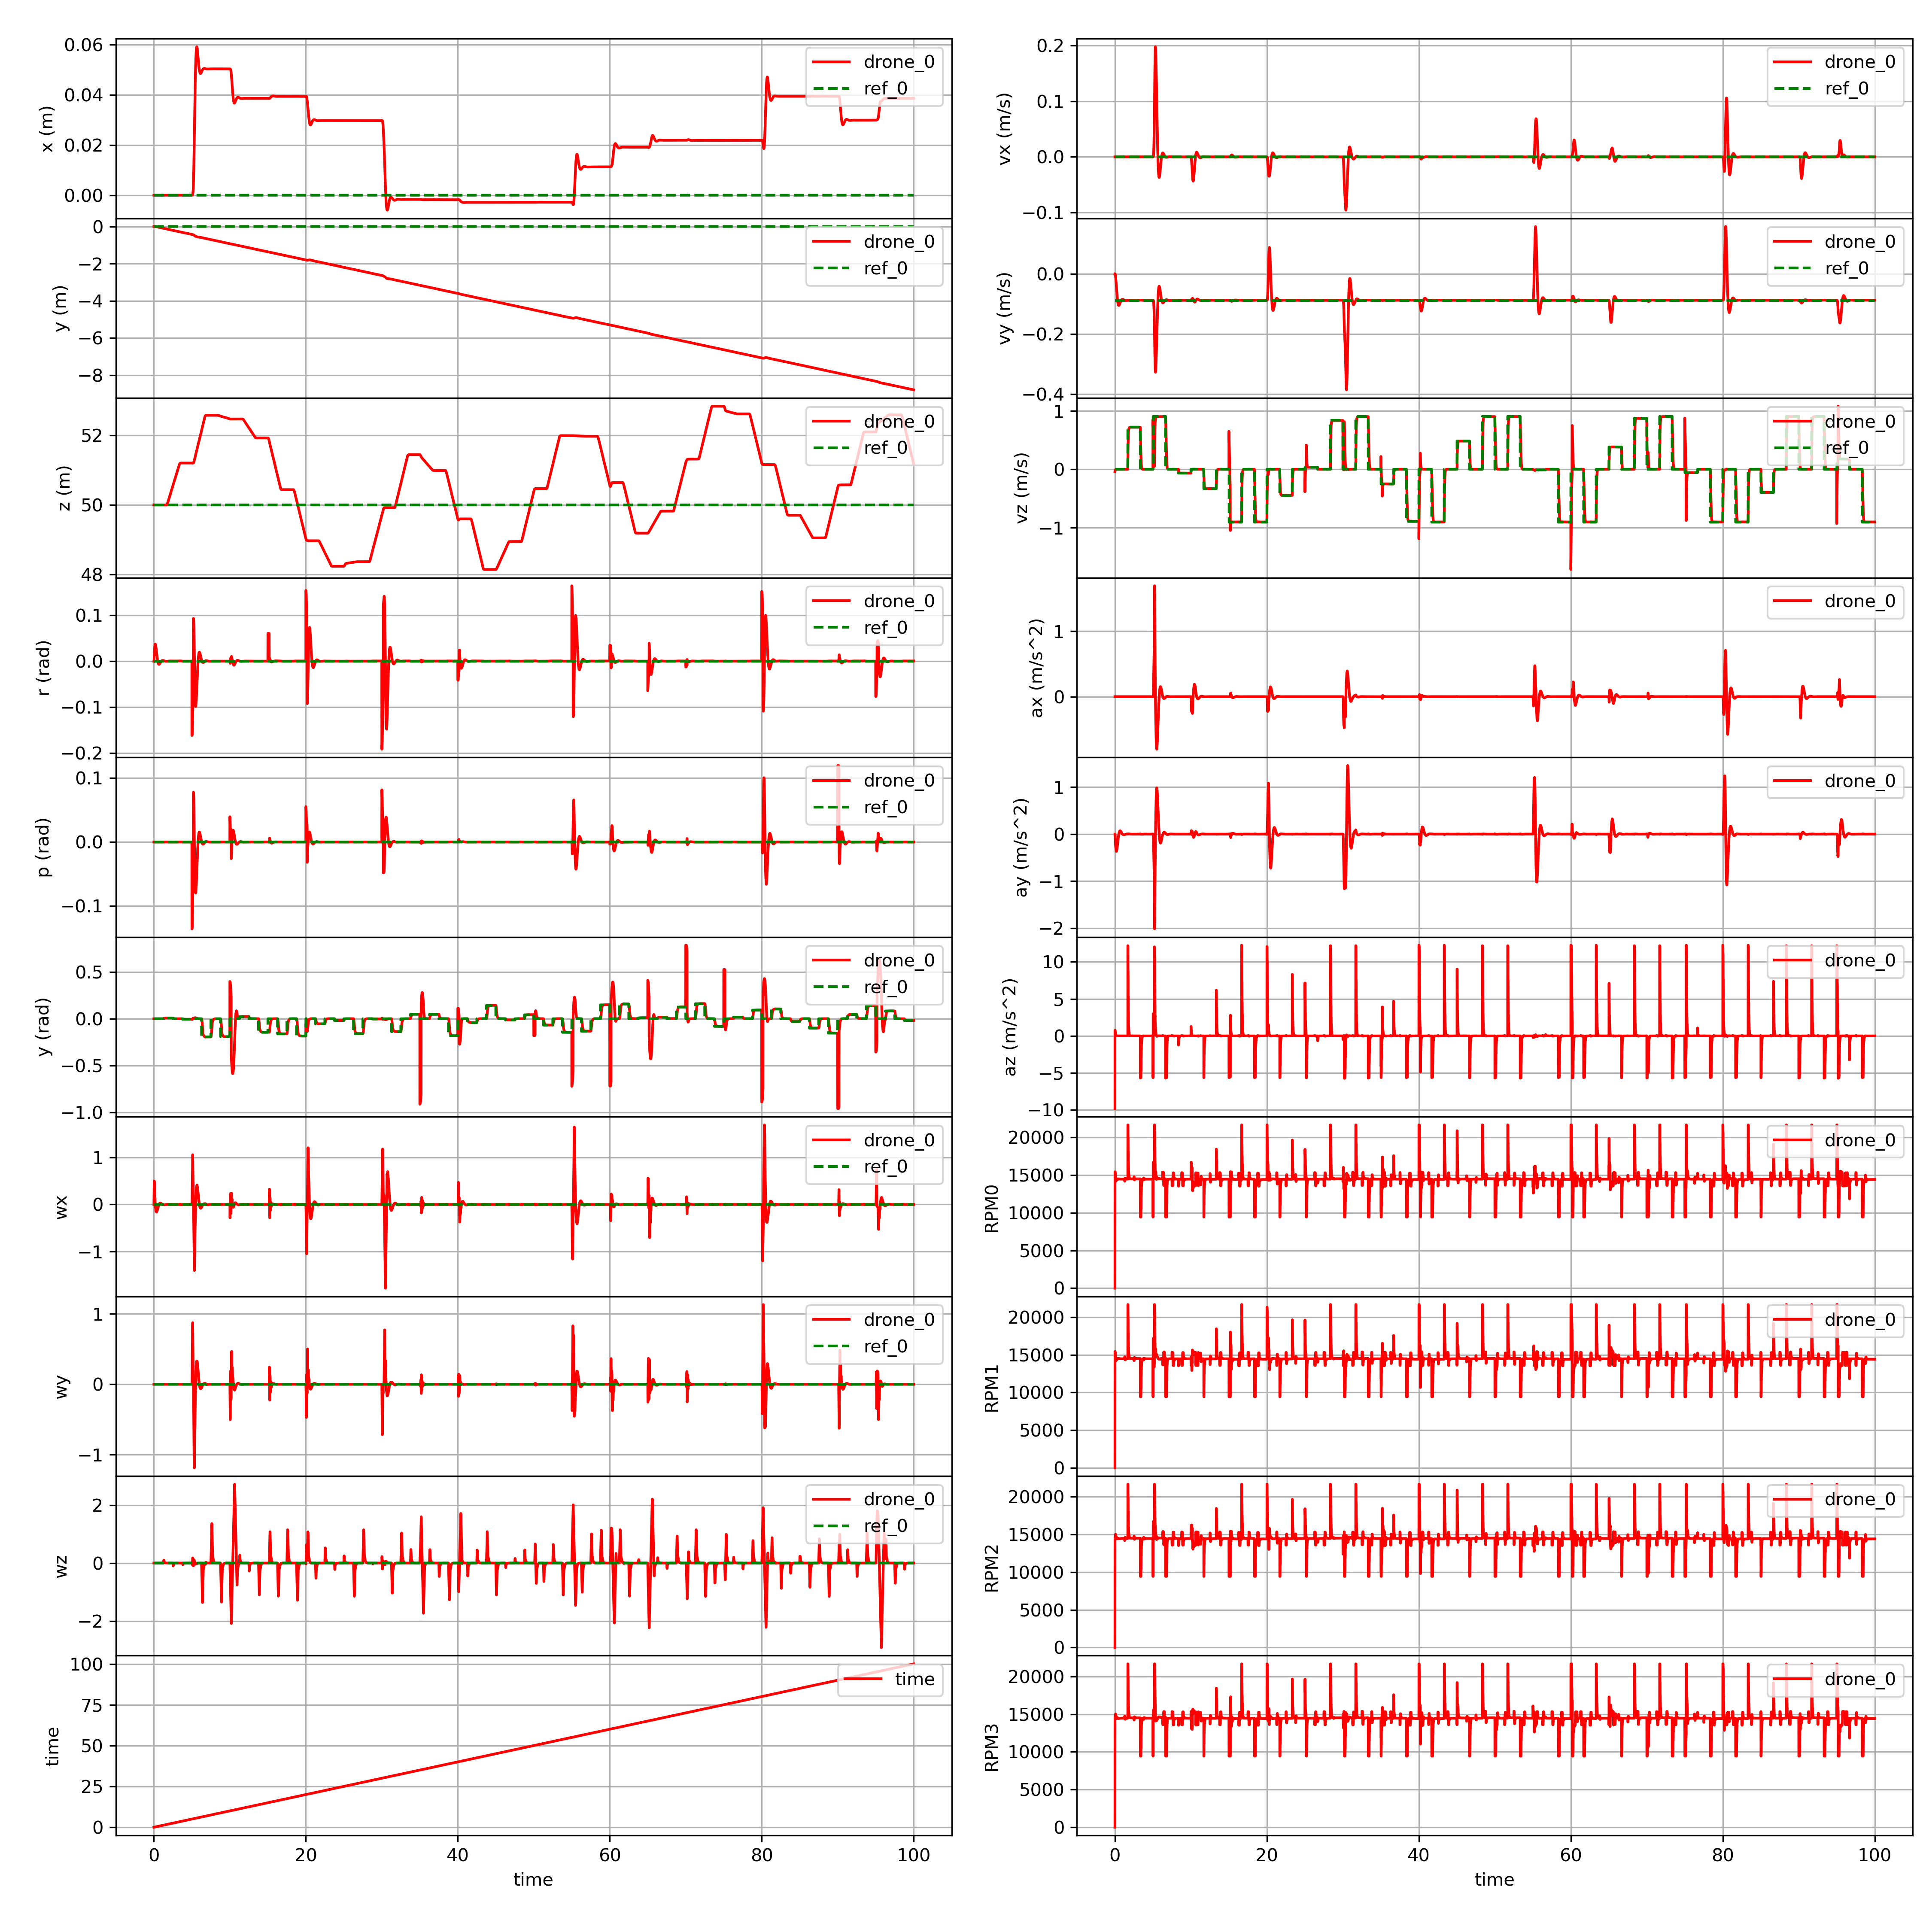 0.06
0.04
0.02
0.00
x (m)
drone_0
ref_0
0
−2
−4
−6
−8
y (m)
drone_0
ref_0
52
50
48
z (m)
drone_0
ref_0
0.1
0.0
−0.1
−0.2
r (rad)
drone_0
ref_0
0.1
0.0
−0.1
p (rad)
drone_0
ref_0
0.5
0.0
−0.5
−1.0
y (rad)
drone_0
ref_0
1
0
−1
wx
drone_0
ref_0
1
0
−1
wy
drone_0
ref_0
2
0
−2
wz
drone_0
ref_0
100
75
50
25
0
time
time
0 20 40 60 80 100
time
0.2
0.1
0.0
−0.1
vx (m/s)
drone_0
ref_0
0.0
−0.2
−0.4
vy (m/s)
drone_0
ref_0
1
0
−1
vz (m/s)
drone_0
ref_0
1
0
ax (m/s^2)
drone_0
1
0
−1
−2
ay (m/s^2)
drone_0
10
5
0
−5
−10
az (m/s^2)
drone_0
20000
15000
10000
5000
0
RPM0
drone_0
20000
15000
10000
5000
0
RPM1
drone_0
20000
15000
10000
5000
0
RPM2
drone_0
20000
15000
10000
5000
0
RPM3
drone_0
0 20 40 60 80 100
time